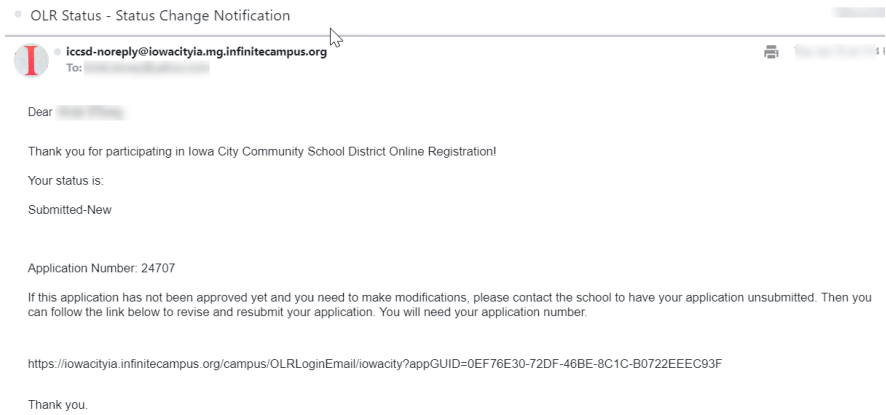 OLR Status - Status Change Notification
I
iccsd-noreply@iowacityia.mg.infinitecampus.org
To:
Dear
Thank you for participating in Iowa City Community School District Online Registration!
Your status is:
Submitted-New
Application Number: 24707
If this application has not been approved yet and you need to make modifications, please contact the school to have your application unsubmitted. Then you
can follow the link below to revise and resubmit your application. You will need your application number.
https://iowacityia.infinitecampus.org/campus/OLRLoginEmail/iowacity?appGUID=0EF76E30-72DF-46BE-8C1C-B0722EEEC93F
Thank you.